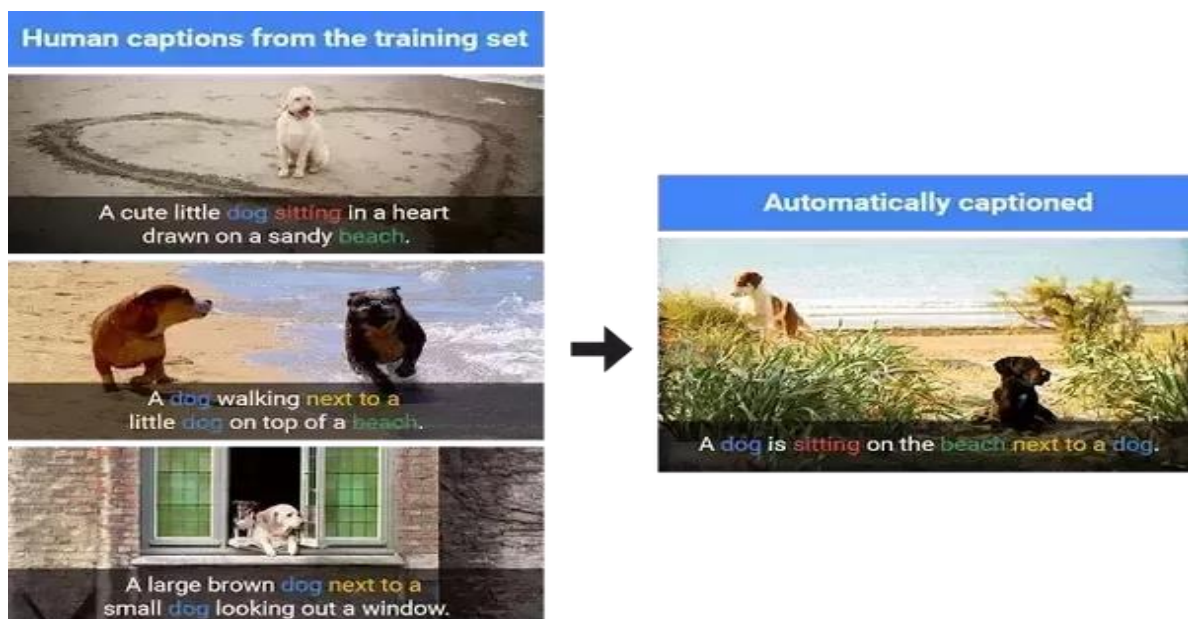 Human captions from the training set
A cute little dog sitting in a heart
drawn on a sandy beach.
A dog walking next to a
little dog on top of a beach.
A large brown dog next to a
small dog looking out a window.
Automatically captioned
A dog is sitting on the beach next to a dog.